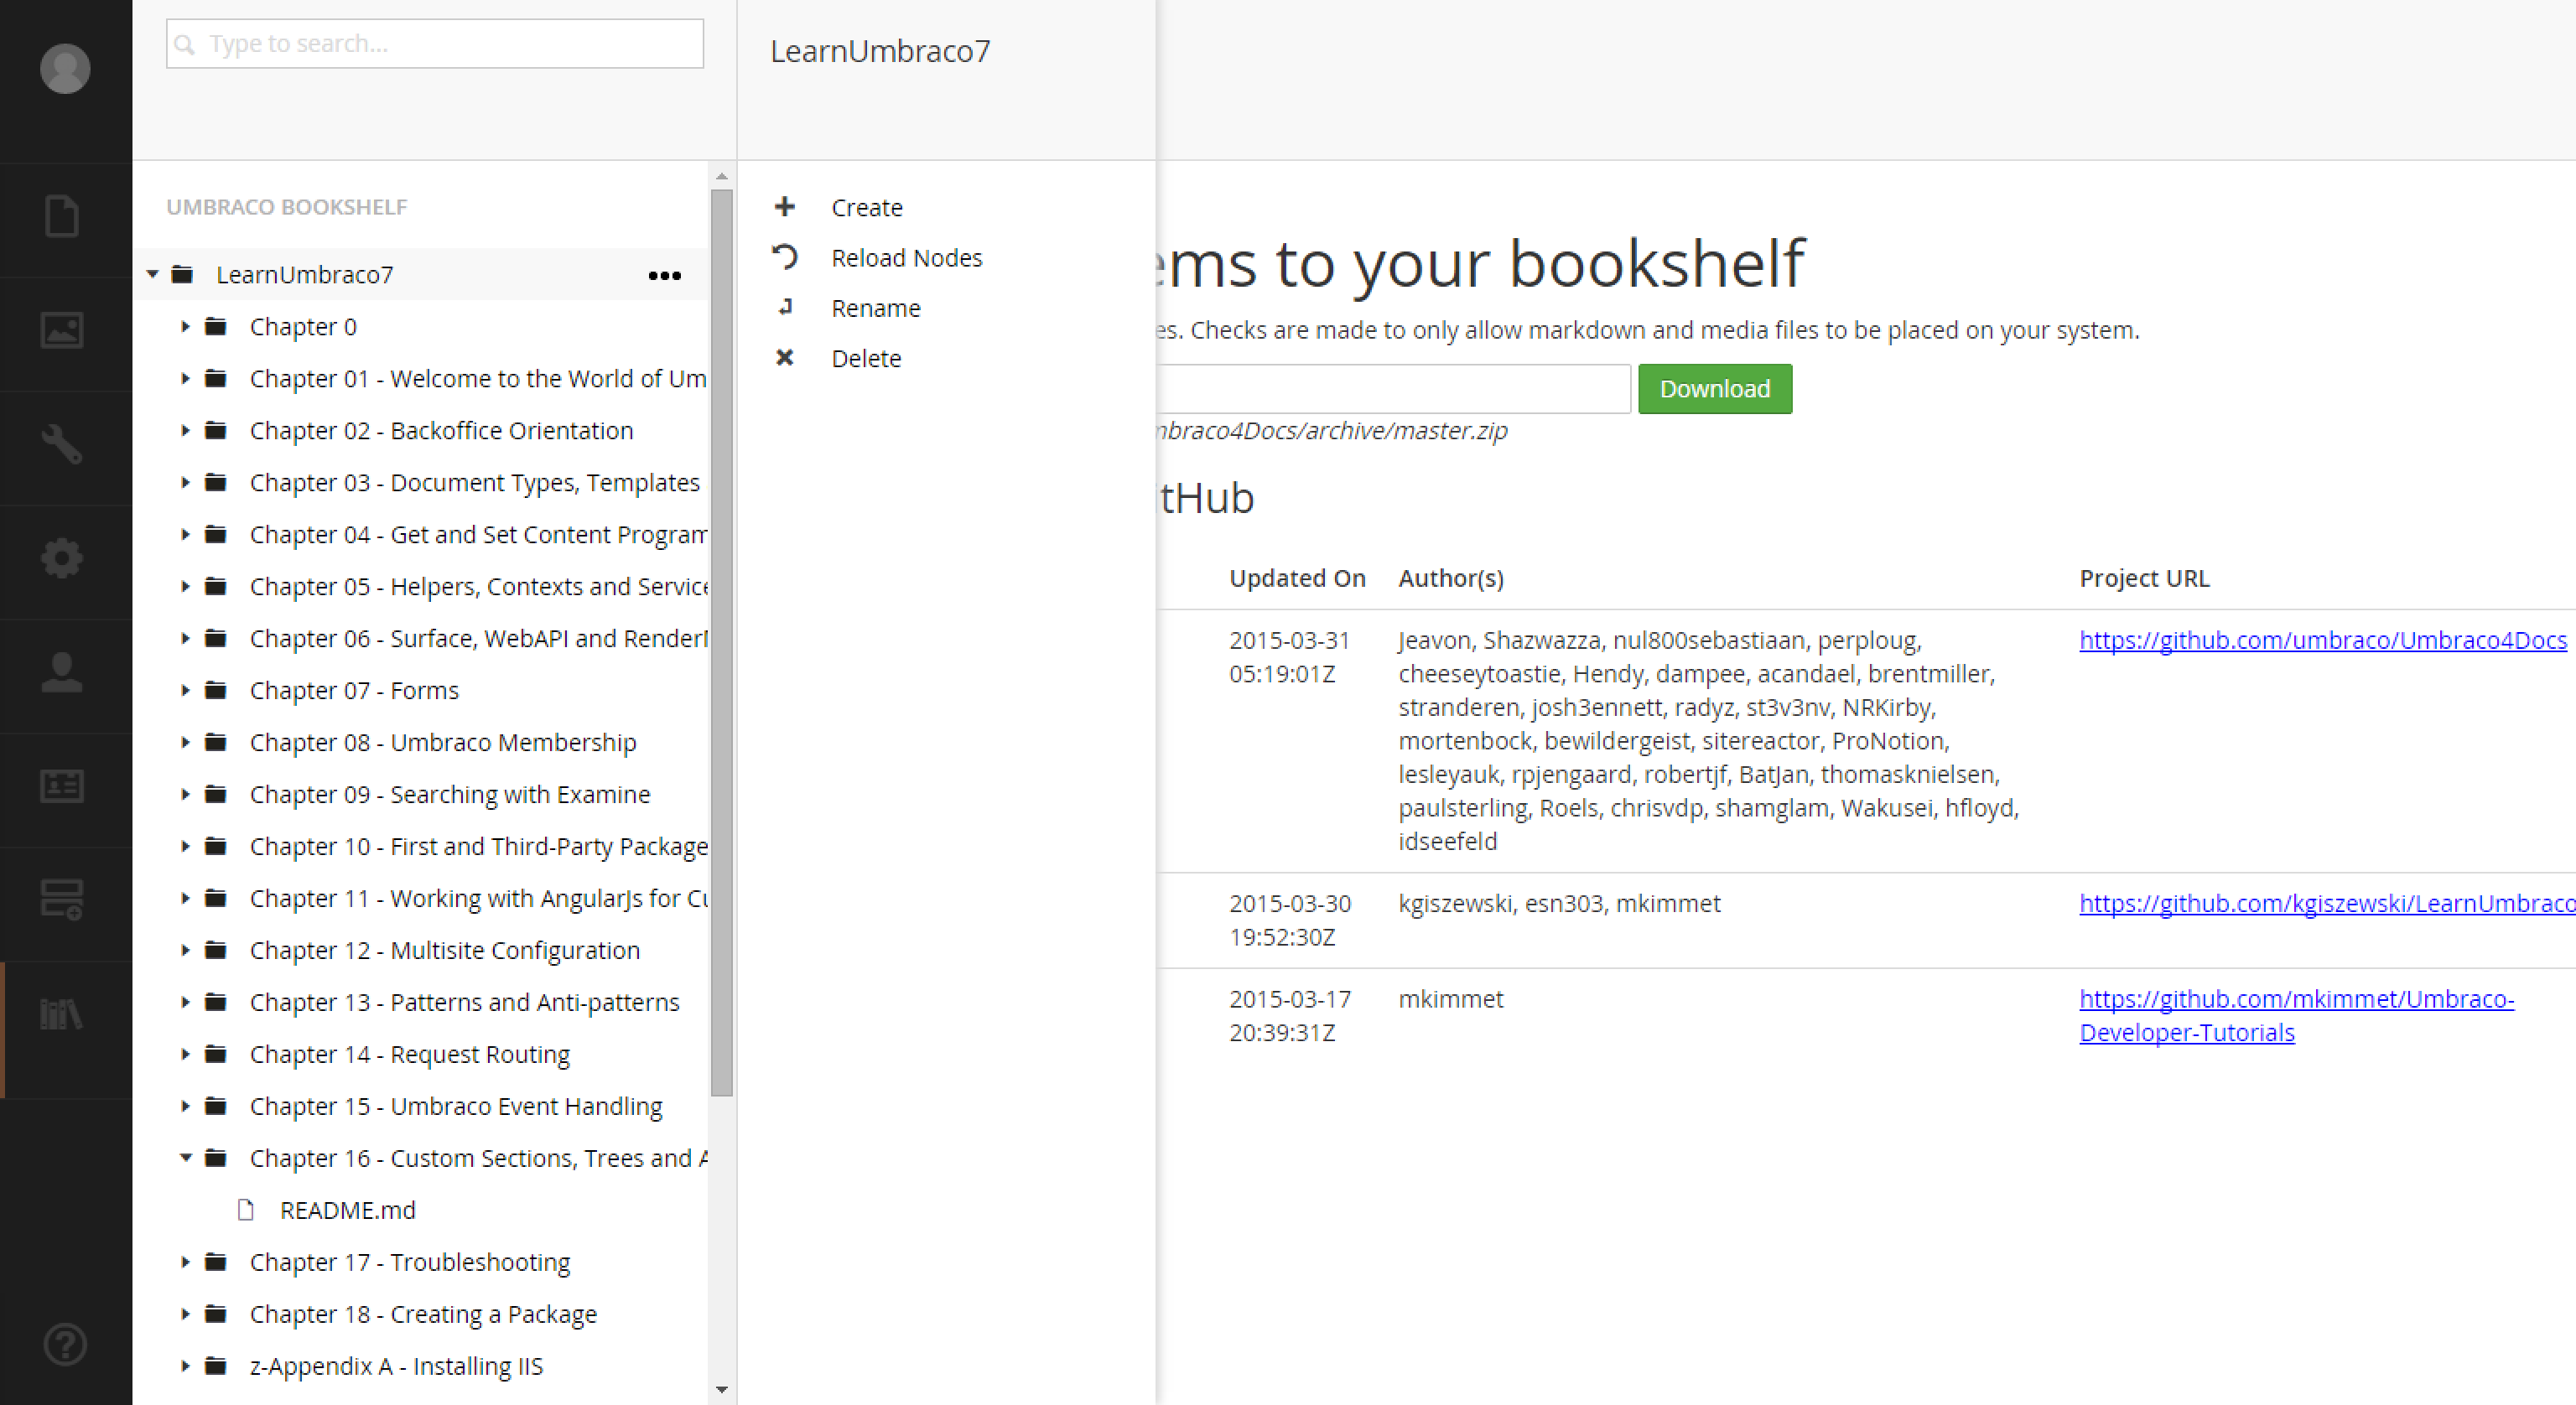 Type to search...
UMBRACO BOOKSHELF
LearnUmbraco7
Chapter 0
Chapter 01 - Welcome to the World of Um
Chapter 02 - Backoffice Orientation
Chapter 03 - Document Types, Templates
Chapter 04 - Get and Set Content Program
Chapter 05 - Helpers, Contexts and Service
Chapter 06 - Surface, WebAPI and Render
Chapter 07 - Forms
Chapter 08 - Umbraco Membership
Chapter 09 - Searching with Examine
Chapter 10 - First and Third-Party Package
Chapter 11 - Working with AngularJs for Cu
Chapter 12 - Multisite Configuration
Chapter 13 - Patterns and Anti-patterns
Chapter 14 - Request Routing
Chapter 15 - Umbraco Event Handling
Chapter 16 - Custom Sections, Trees and A
README.md
Chapter 17 - Troubleshooting
Chapter 18 - Creating a Package
z-Appendix A - Installing IIS
LearnUmbraco7
Create
Reload Nodes
Rename
Delete
ems to your bookshelf
es. Checks are made to only allow markdown and media files to be placed on your system.
Download
mbraco4Docs/archive/master.zip
itHub
Updated On Author(s) Project URL
2015-03-31
05:19:01Z
Jeavon, Shazwazza, nul800sebastiaan, perploug,
cheeseytoastie, Hendy, dampee, acandael, brentmiller,
stranderen, josh3ennett, radyz, st3v3nv, NRKirby,
mortenbock, bewildergeist, sitereactor, ProNotion,
lesleyauk, rpjengaard, robertjf, BatJan, thomasknielsen,
paulsterling, Roels, chrisvdp, shamglam, Wakusei, hfloyd,
idseefeld
https://github.com/umbraco/Umbraco4Docs
2015-03-30
19:52:30Z
kgiszewski, esn303, mkimmet
https://github.com/kgiszewski/LearnUmbraco
2015-03-17
20:39:31Z
mkimmet
https://github.com/mkimmet/Umbraco-
Developer-Tutorials